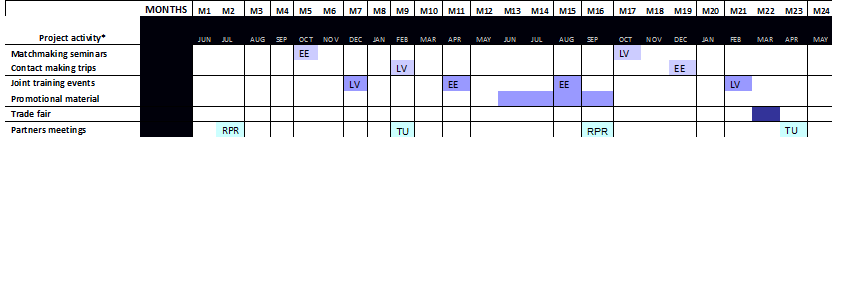 MONTHS M1 M2 M3 M4 M5 M6 M7 M8 M9 M10 M11 M12 M13 M14 M15 M16 M17 M18 M19 M20 M21 M22 M23 M24
Project activity* JUN JUL AUG SEP OCT NOV DEC JAN FEB MAR APR MAY JUN JUL AUG SEP OCT NOV DEC JAN FEB MAR APR MAY
Matchmaking seminars EE LV
Contact making trips LV EE
Joint training events LV EE EE LV
Promotional material
Trade fair
Partners meetings RPR TU RPR TU